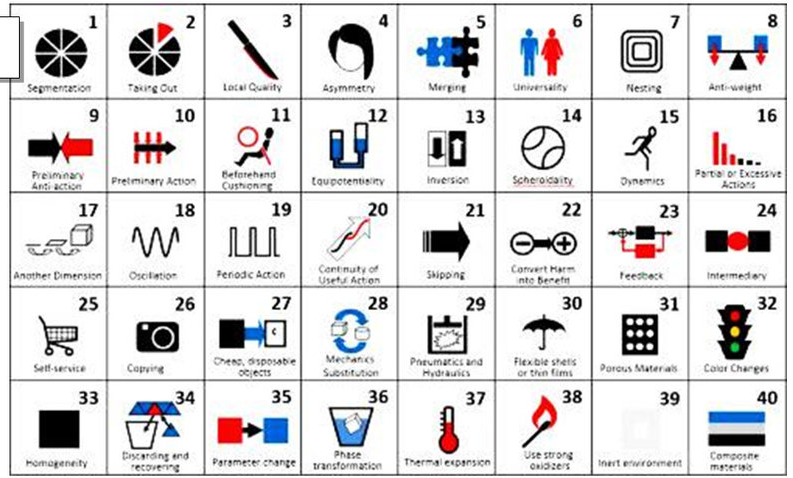 1
Segmentation
2
Taking Out
3
Local Quality
4
Asymmetry
5
Merging
6
Universality
7
Nesting
8
Anti-weight
9
Preliminary
Anti-action
10
Preliminary Action
11
Beforehand
Cushioning
12
Equipotentiality
13
Inversion
14
Spheroidality
15
Dynamics
16
Partial or Excessive
Actions
17
Another Dimension
18
Oscillation
19
Periodic Action
20
Continuity of
Useful Action
21
Skipping
22
Convert Harm
into Benefit
23
Feedback
24
Intermediary
25
Self-service
26
Copying
27
C
Cheap, disposable
objects
28
Mechanics
Substitution
29
Pneumatics and
Hydraulics
30
Flexible shells
or thin films
31
Porous Materials
32
Color Changes
33
Homogeneity
34
Discarding and
recovering
35
Parameter change
36
Phase
transformation
37
Thermal expansion
38
Use strong
oxidizers
39
Inert environment
40
Composite
materials